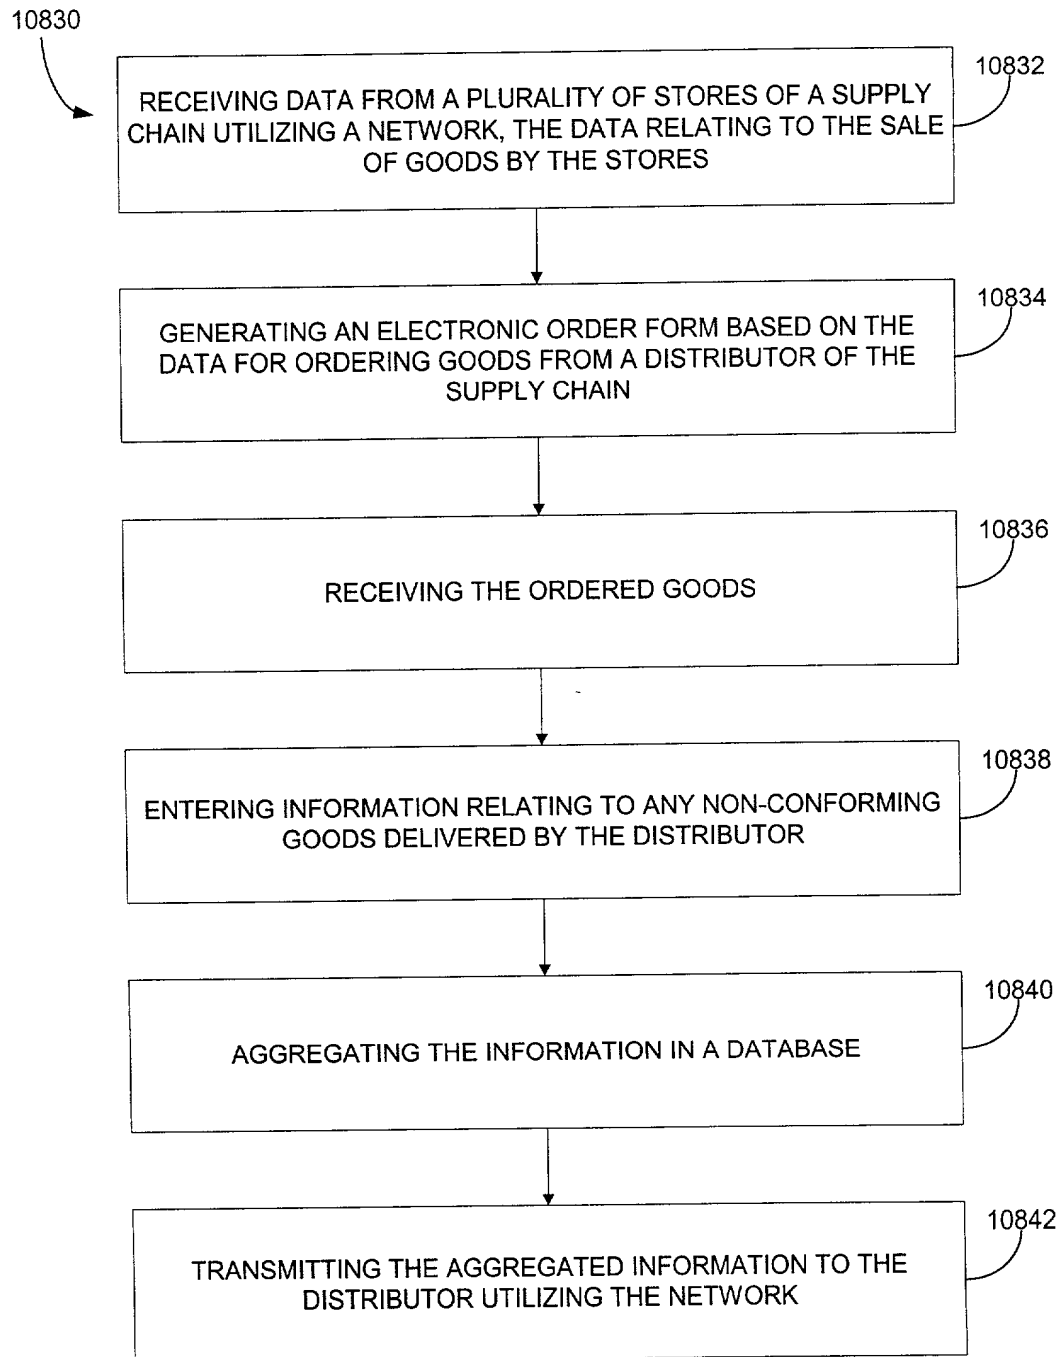 10830
10832
RECEIVING DATA FROM A PLURALITY OF STORES OF A SUPPLY
CHAIN UTILIZING A NETWORK, THE DATA RELATING TO THE SALE
OF GOODS BY THE STORES
10834
GENERATING AN ELECTRONIC ORDER FORM BASED ON THE
DATA FOR ORDERING GOODS FROM A DISTRIBUTOR OF THE
SUPPLY CHAIN
10836
RECEIVING THE ORDERED GOODS
10838
ENTERING INFORMATION RELATING TO ANY NON-CONFORMING
GOODS DELIVERED BY THE DISTRIBUTOR
10840
AGGREGATING THE INFORMATION IN A DATABASE
10842
TRANSMITTING THE AGGREGATED INFORMATION TO THE
DISTRIBUTOR UTILIZING THE NETWORK